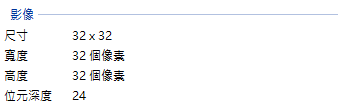 影像
尺寸 32 x 32
寬度 32 個像素
高度 32 個像素
位元深度 24